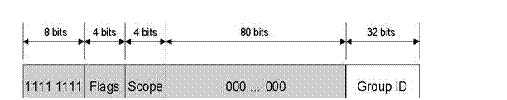 8 bits 4 bits 4 bits 80 bits 32 bits
1111 1111 Flags Scope 000 ... 000 Group ID